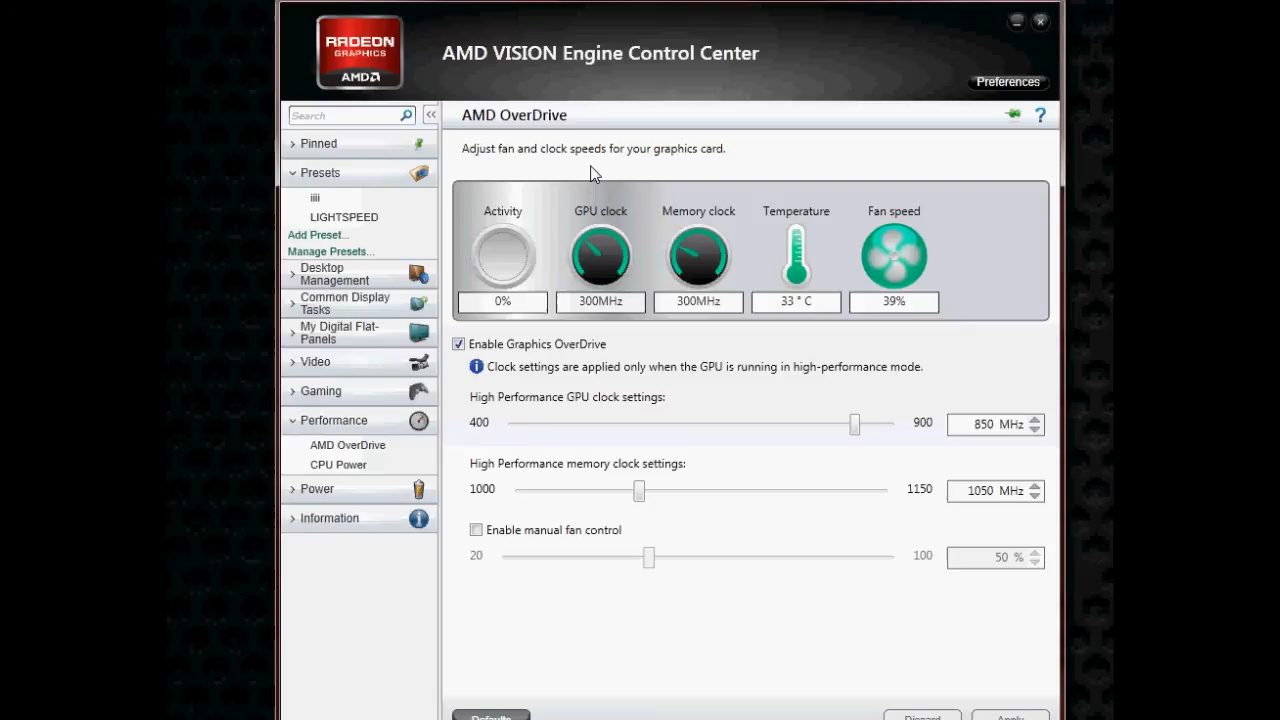 RADEON
GRAPHICS
AMD
AMD VISION Engine Control Center
Preferences
Search
AMD OverDrive
Pinned
Presets
iiii
LIGHTSPEED
Add Preset...
Manage Presets...
Desktop
Management
Common Display
Tasks
My Digital Flat-
Panels
Video
Gaming
Performance
AMD OverDrive
CPU Power
Power
Information
Adjust fan and clock speeds for your graphics card.
Activity GPU clock Memory clock Temperature Fan speed
0% 300MHz 300MHz 33 ° C 39%
Enable Graphics OverDrive
Clock settings are applied only when the GPU is running in high-performance mode.
High Performance GPU clock settings:
400 900 850 MHz
High Performance memory clock settings:
1000 1150 1050 MHz
Enable manual fan control
20 100 50 %
Defaults Discard Apply